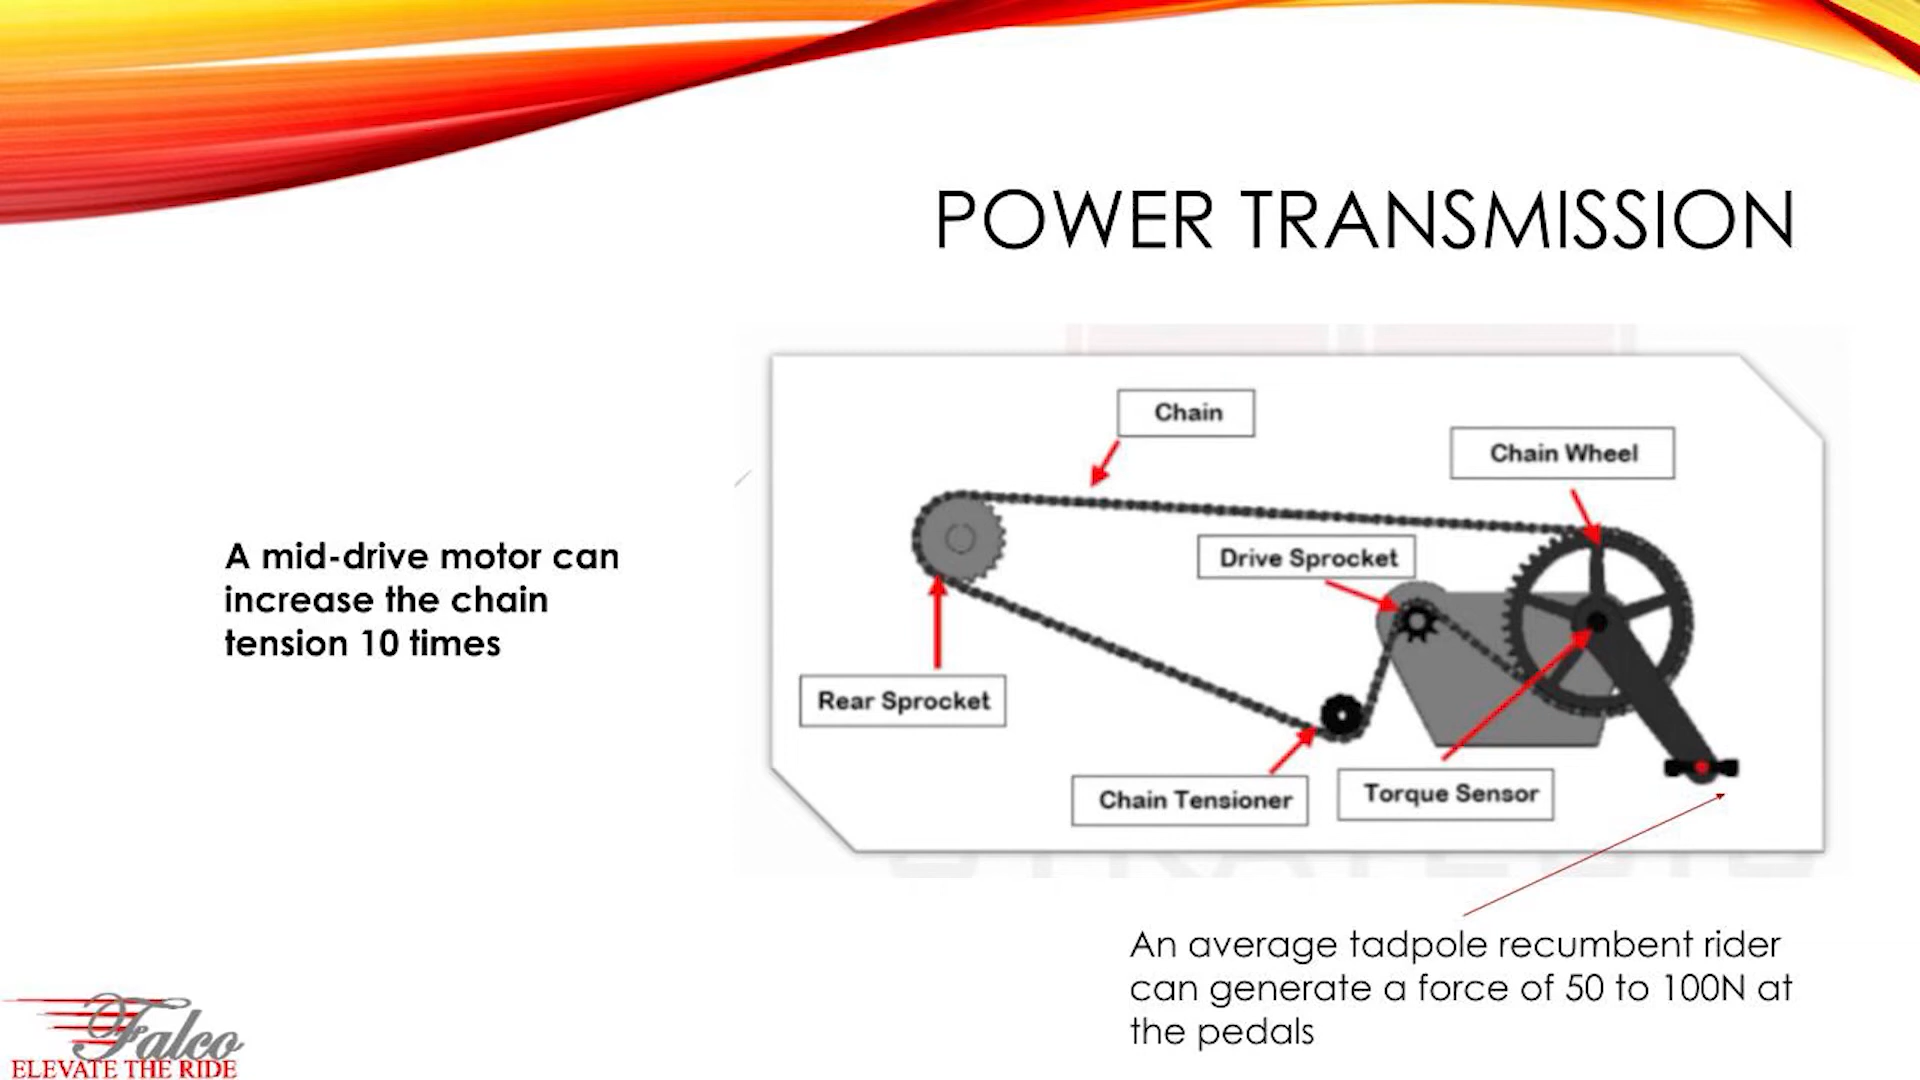 POWER TRANSMISSION
A mid-drive motor can
increase the chain
tension 10 times
Chain
Chain Wheel
Drive Sprocket
Rear Sprocket
Chain Tensioner
Torque Sensor
An average tadpole recumbent rider
can generate a force of 50 to 100N at
the pedals
Falco
ELEVATE THE RIDE